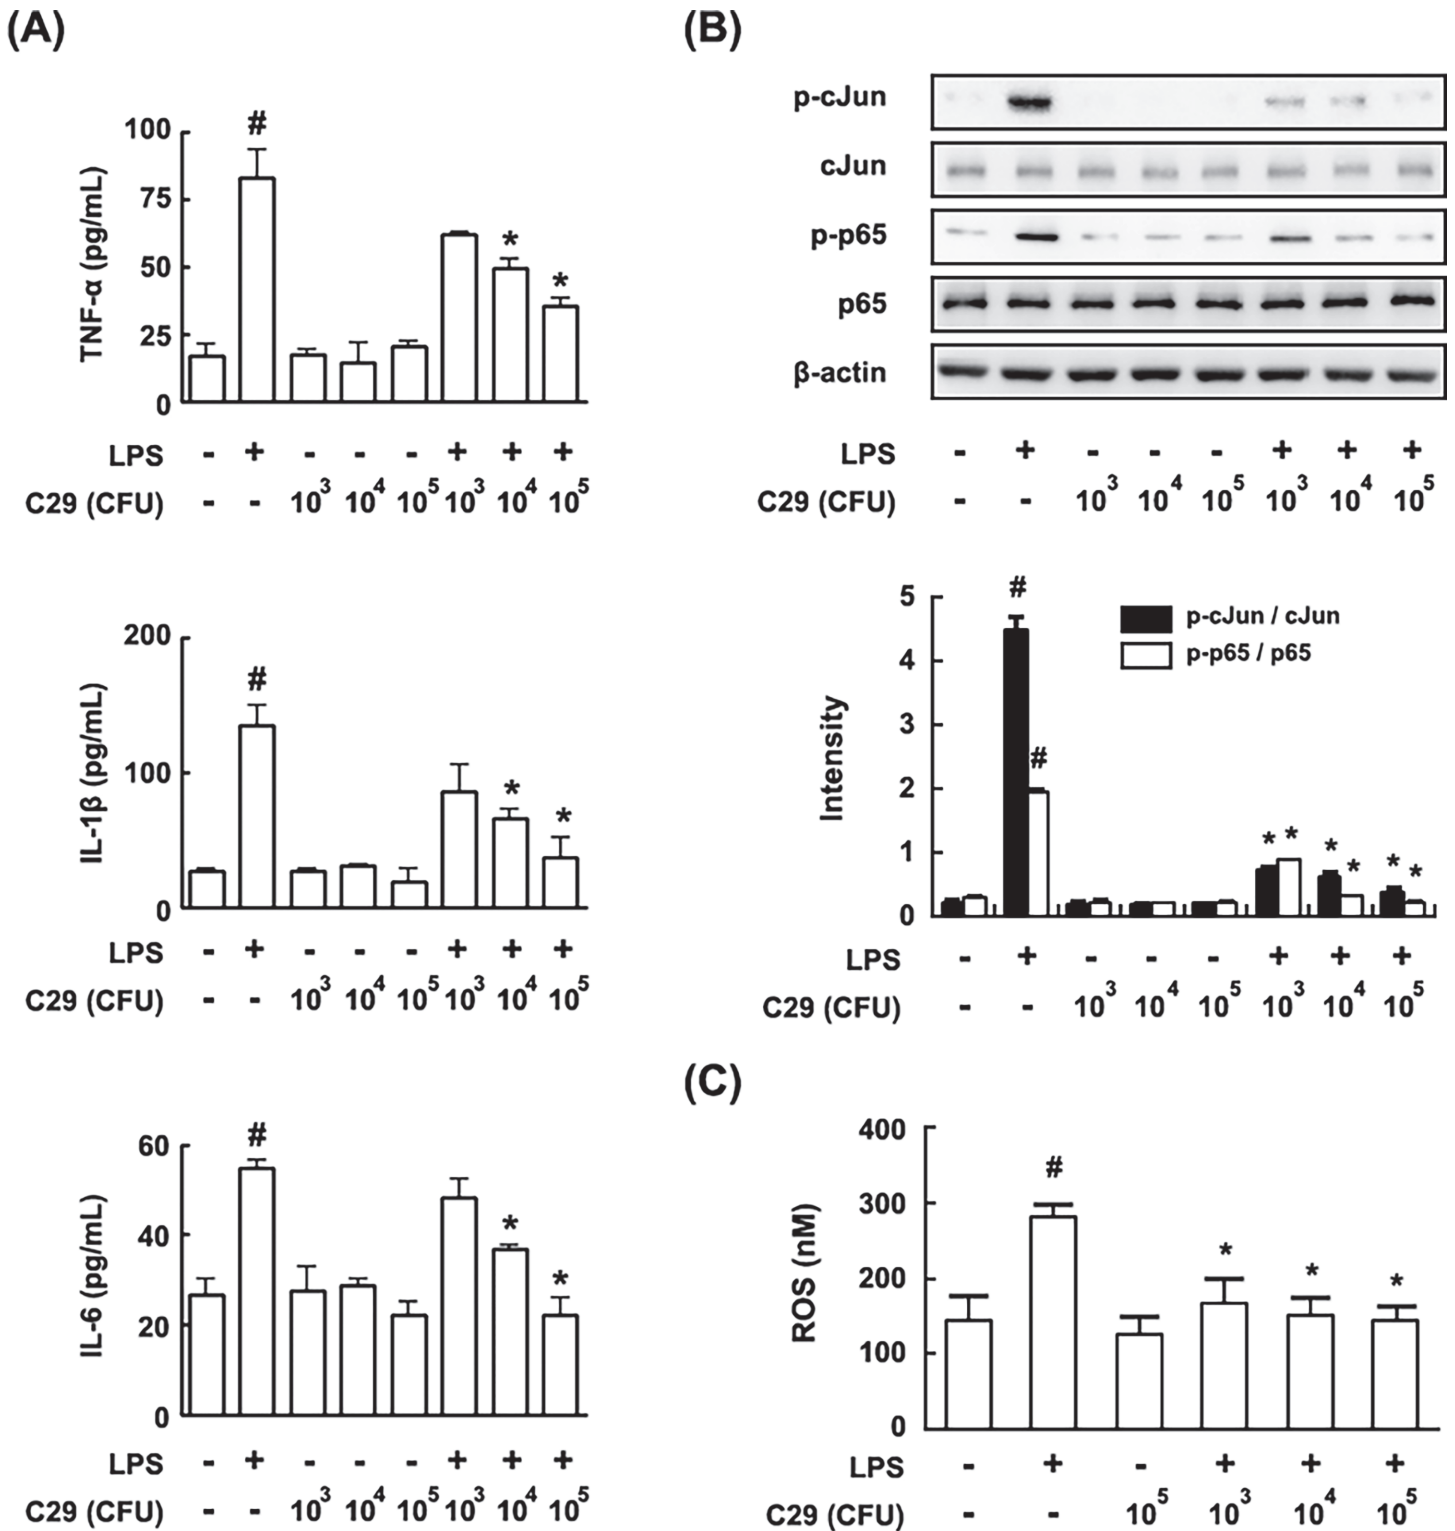 (A)
#
100
75
50
25
0
TNF-α (pg/mL)
* *
LPS - + - - - + + +
C29 (CFU) - - 10³ 10⁴ 10⁵ 10³ 10⁴ 10⁵
#
200
100
0
IL-1β (pg/mL)
* *
LPS - + - - - + + +
C29 (CFU) - - 10³ 10⁴ 10⁵ 10³ 10⁴ 10⁵
#
60
40
20
0
IL-6 (pg/mL)
* *
LPS - + - - - + + +
C29 (CFU) - - 10³ 10⁴ 10⁵ 10³ 10⁴ 10⁵
(B)
p-cJun
cJun
p-p65
p65
β-actin
LPS - + - - - + + +
C29 (CFU) - - 10³ 10⁴ 10⁵ 10³ 10⁴ 10⁵
5
4
3
2
1
0
Intensity
# #
p-cJun / cJun
p-p65 / p65
* * * * * *
LPS - + - - - + + +
C29 (CFU) - - 10³ 10⁴ 10⁵ 10³ 10⁴ 10⁵
(C)
400
300
200
100
0
ROS (nM)
#
* * *
LPS - + - + + +
C29 (CFU) - - 10⁵ 10³ 10⁴ 10⁵